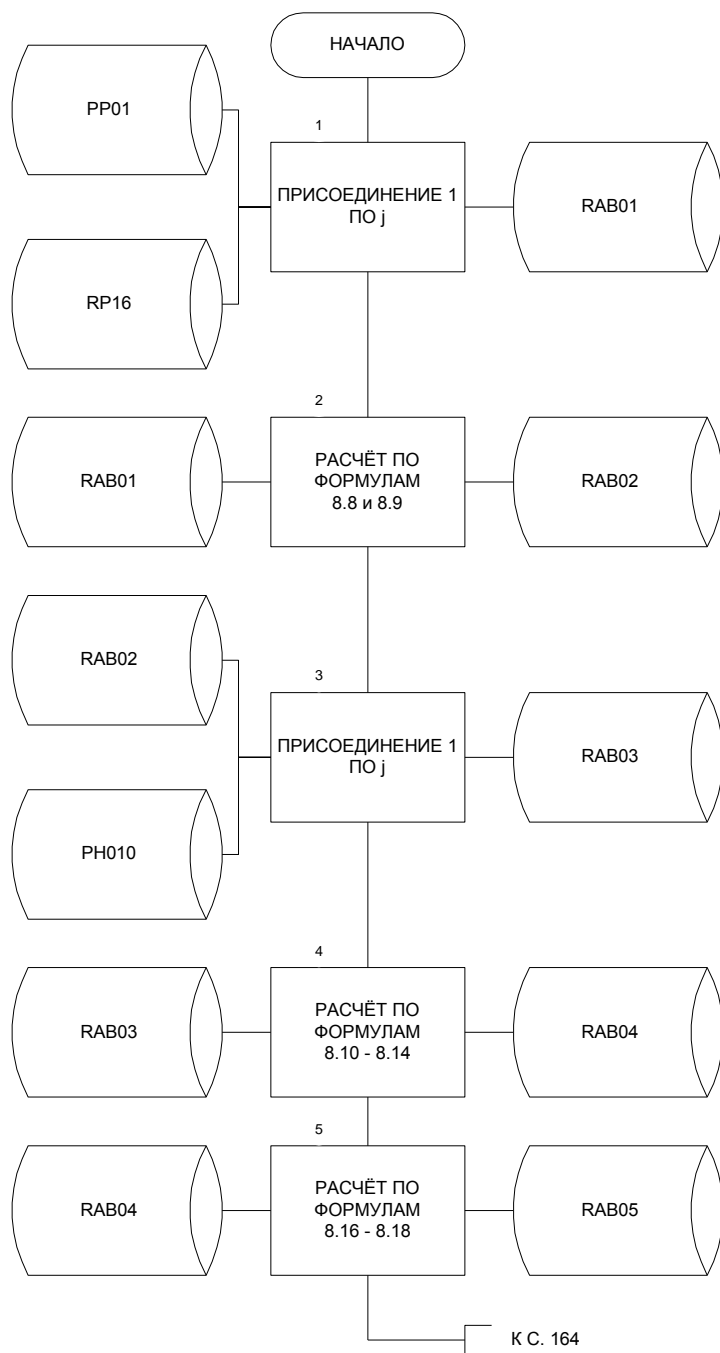 НАЧАЛО
PP01
1
ПРИСОЕДИНЕНИЕ 1
ПО j
RAB01
RP16
2
RAB01
РАСЧЁТ ПО
ФОРМУЛАМ
8.8 и 8.9
RAB02
RAB02
3
ПРИСОЕДИНЕНИЕ 1
ПО j
RAB03
PH010
4
RAB03
РАСЧЁТ ПО
ФОРМУЛАМ
8.10 - 8.14
RAB04
5
RAB04
РАСЧЁТ ПО
ФОРМУЛАМ
8.16 - 8.18
RAB05
К С. 164